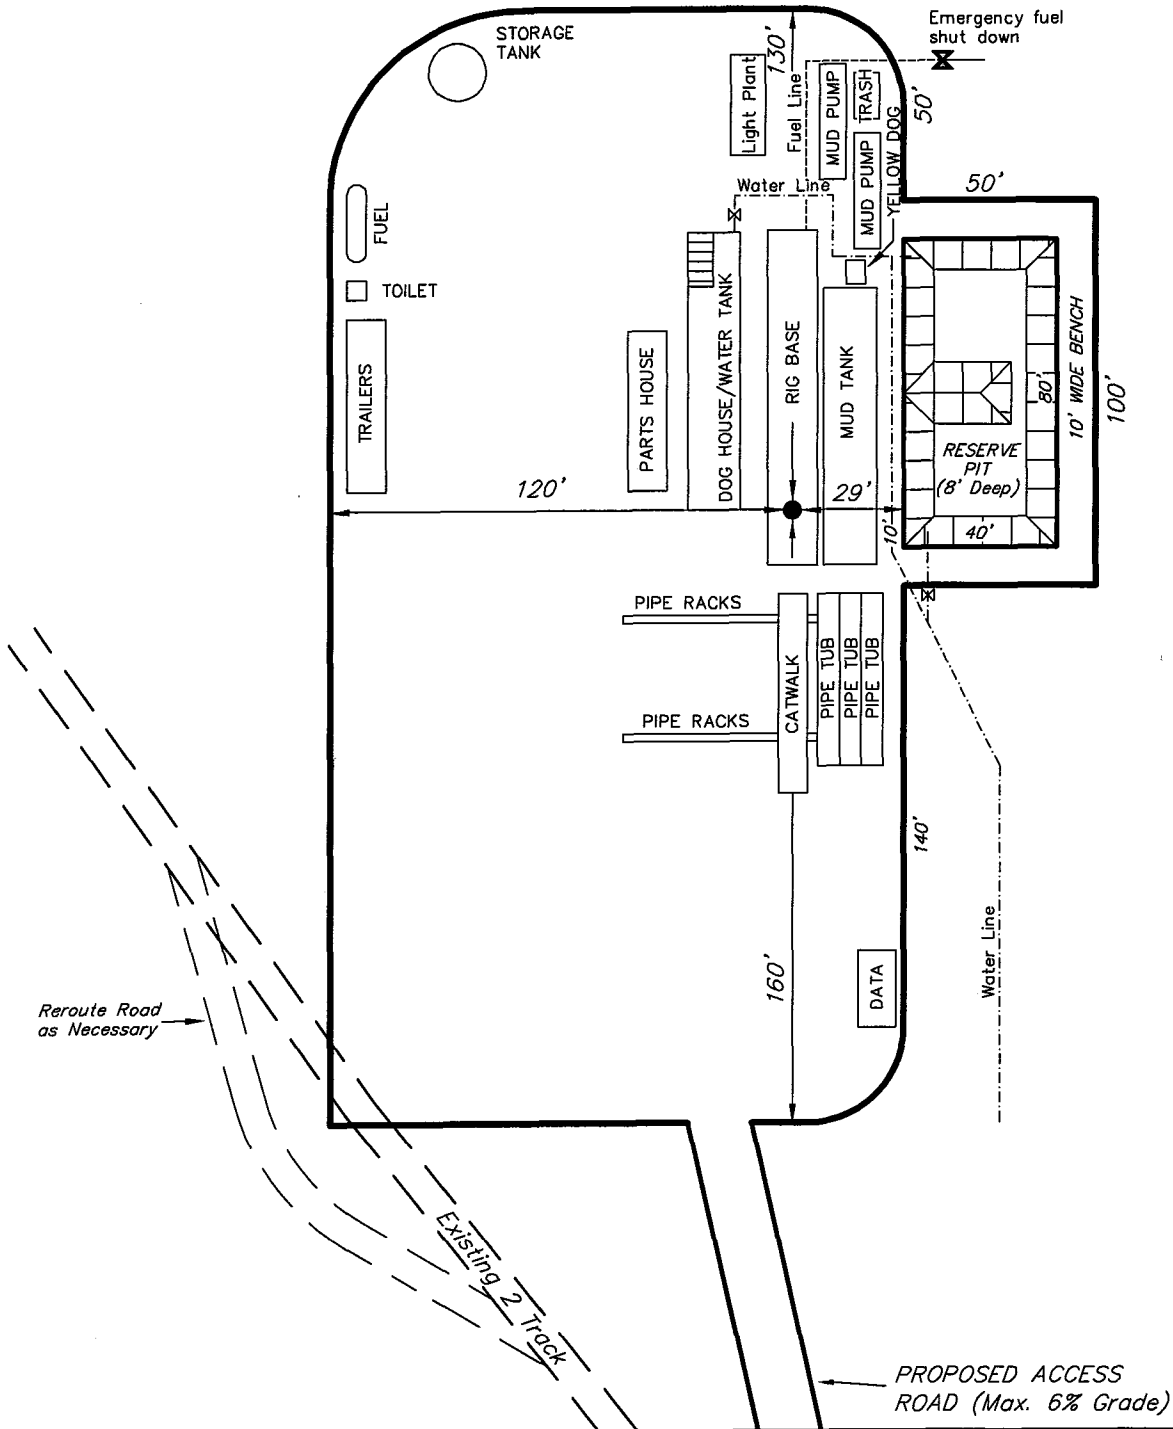 STORAGE
TANK
130'
Emergency fuel
shut down
Light Plant
Fuel Line
MUD PUMP
TRASH
50'
MUD PUMP
YELLOW DOG
Water Line
50'
FUEL
TOILET
TRAILERS
PARTS HOUSE
DOG HOUSE/WATER TANK
RIG BASE
MUD TANK
80'
10' WIDE BENCH
100'
RESERVE
PIT
(8' Deep)
120'
29'
10'
40'
PIPE RACKS
PIPE RACKS
CATWALK
PIPE TUB
PIPE TUB
PIPE TUB
140'
160'
DATA
Water Line
Reroute Road
as Necessary
Existing 2 Track
PROPOSED ACCESS
ROAD (Max. 6% Grade)